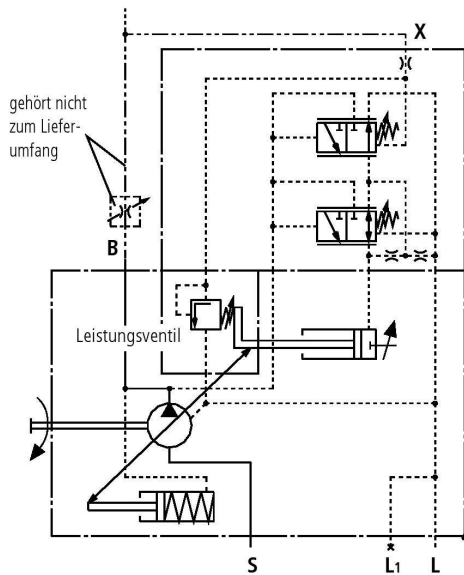 X
gehört nicht
zum Liefer-
umfang
B
Leistungsventil
S
L1
L